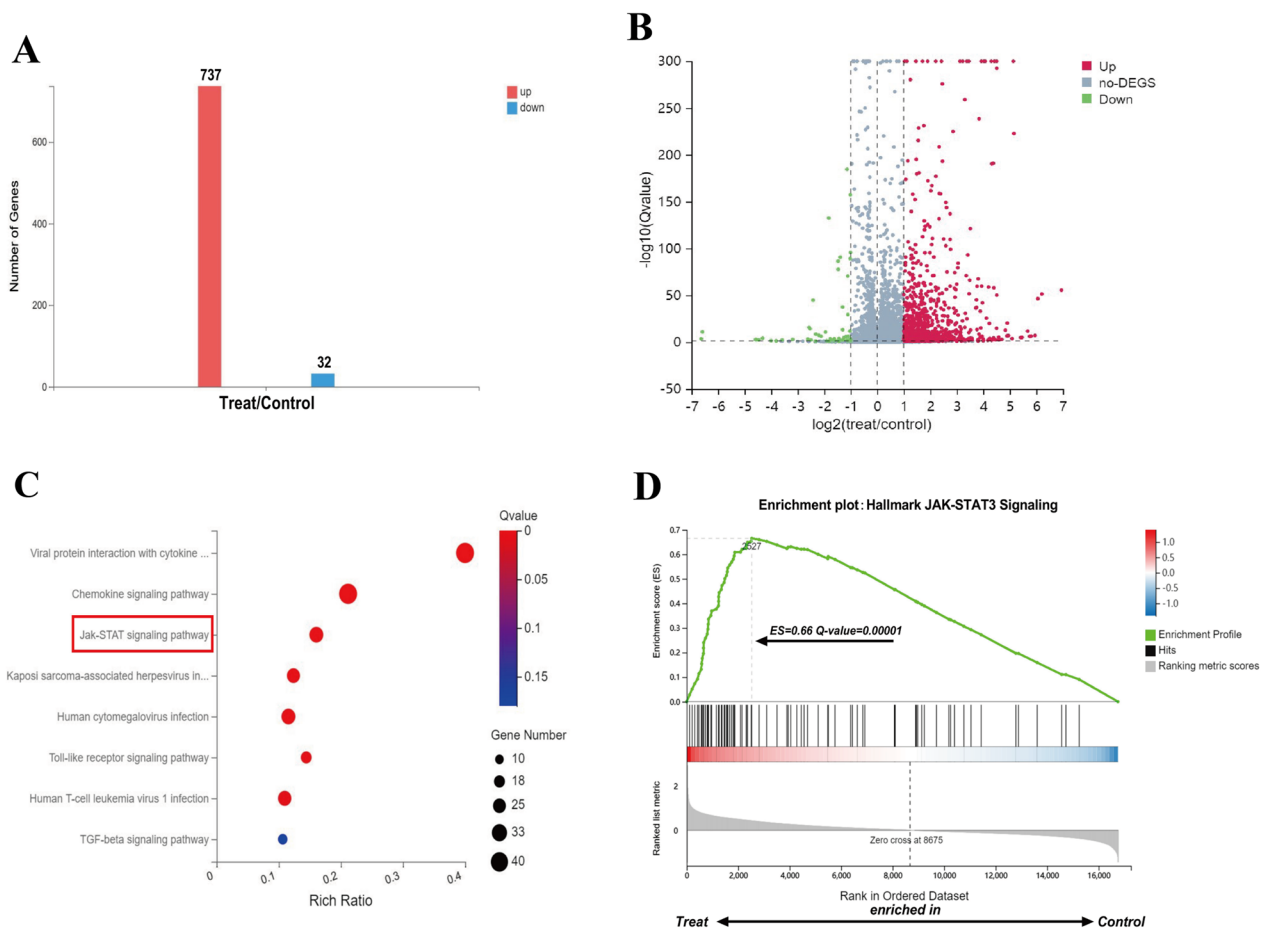 A
737
up
down
600
400
200
0
32
Number of Genes
Treat/Control
B
300
250
200
150
100
50
0
-50
-log10(Qvalue)
-7 -6 -5 -4 -3 -2 -1 0 1 2 3 4 5 6 7
log2(treat/control)
Up
no-DEGS
Down
C
Viral protein interaction with cytokine ...
Chemokine signaling pathway
Jak-STAT signaling pathway
Kaposi sarcoma-associated herpesvirus in...
Human cytomegalovirus infection
Toll-like receptor signaling pathway
Human T-cell leukemia virus 1 infection
TGF-beta signaling pathway
0 0.1 0.2 0.3 0.4
Rich Ratio
Qvalue
0
0.05
0.1
0.15
Gene Number
10
18
25
33
40
D
Enrichment plot: Hallmark JAK-STAT3 Signaling
0.7
0.6
0.5
0.4
0.3
0.2
0.1
0.0
Enrichment score (ES)
2527
ES=0.66 Q-value=0.00001
1.0
0.5
0.0
-0.5
-1.0
Enrichment Profile
Hits
Ranking metric scores
2
0
Ranked list metric
Zero cross at 8675
0 2,000 4,000 6,000 8,000 10,000 12,000 14,000 16,000
Rank in Ordered Dataset
enriched in
Treat
Control